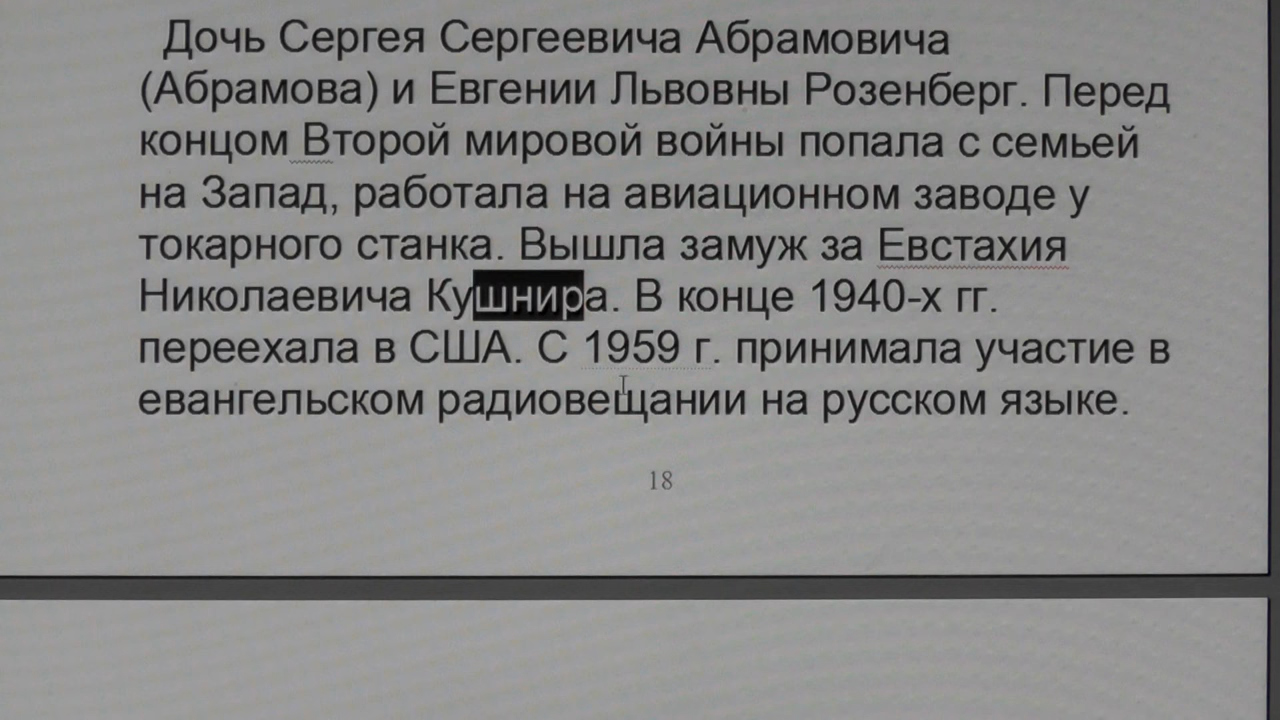 Дочь Сергея Сергеевича Абрамовича
(Абрамова) и Евгении Львовны Розенберг. Перед
концом Второй мировой войны попала с семьей
на Запад, работала на авиационном заводе у
токарного станка. Вышла замуж за Евстахия
Николаевича Кушнира. В конце 1940-х гг.
переехала в США. С 1959 г. принимала участие в
евангельском радиовещании на русском языке.
18